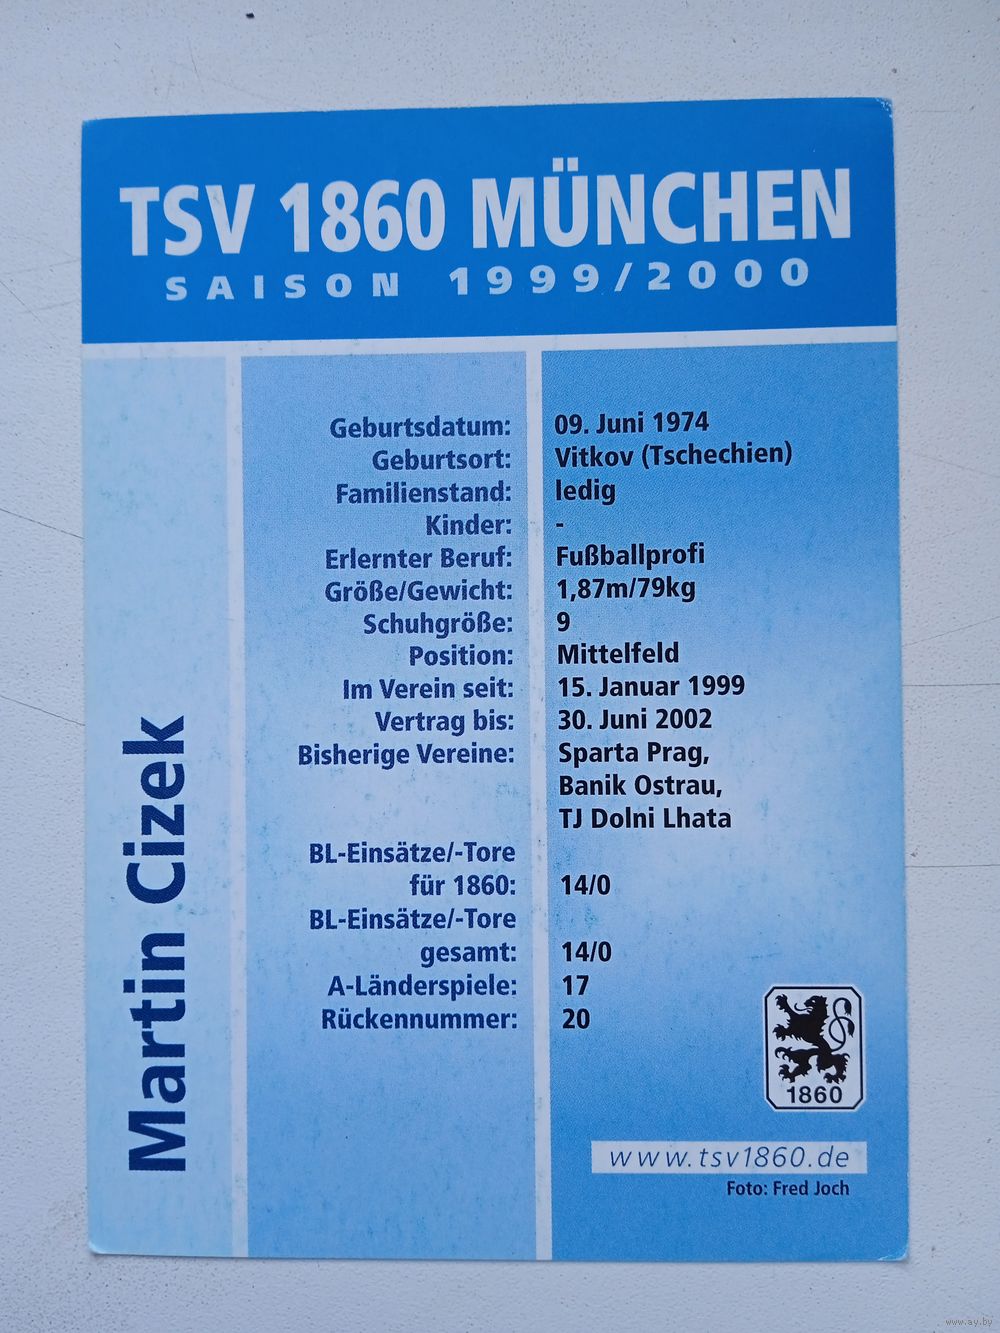 TSV 1860 MÜNCHEN
SAISON 1999/2000
Martin Cizek
Geburtsdatum: 09. Juni 1974
Geburtsort: Vitkov (Tschechien)
Familienstand: ledig
Kinder: -
Erlernter Beruf: Fußballprofi
Größe/Gewicht: 1,87m/79kg
Schuhgröße: 9
Position: Mittelfeld
Im Verein seit: 15. Januar 1999
Vertrag bis: 30. Juni 2002
Bisherige Vereine: Sparta Prag,
Banik Ostrau,
TJ Dolni Lhata
BL-Einsätze/-Tore
für 1860: 14/0
BL-Einsätze/-Tore
gesamt: 14/0
A-Länderspiele: 17
Rückennummer: 20
1860
www.tsv1860.de
Foto: Fred Joch
www.ay.by